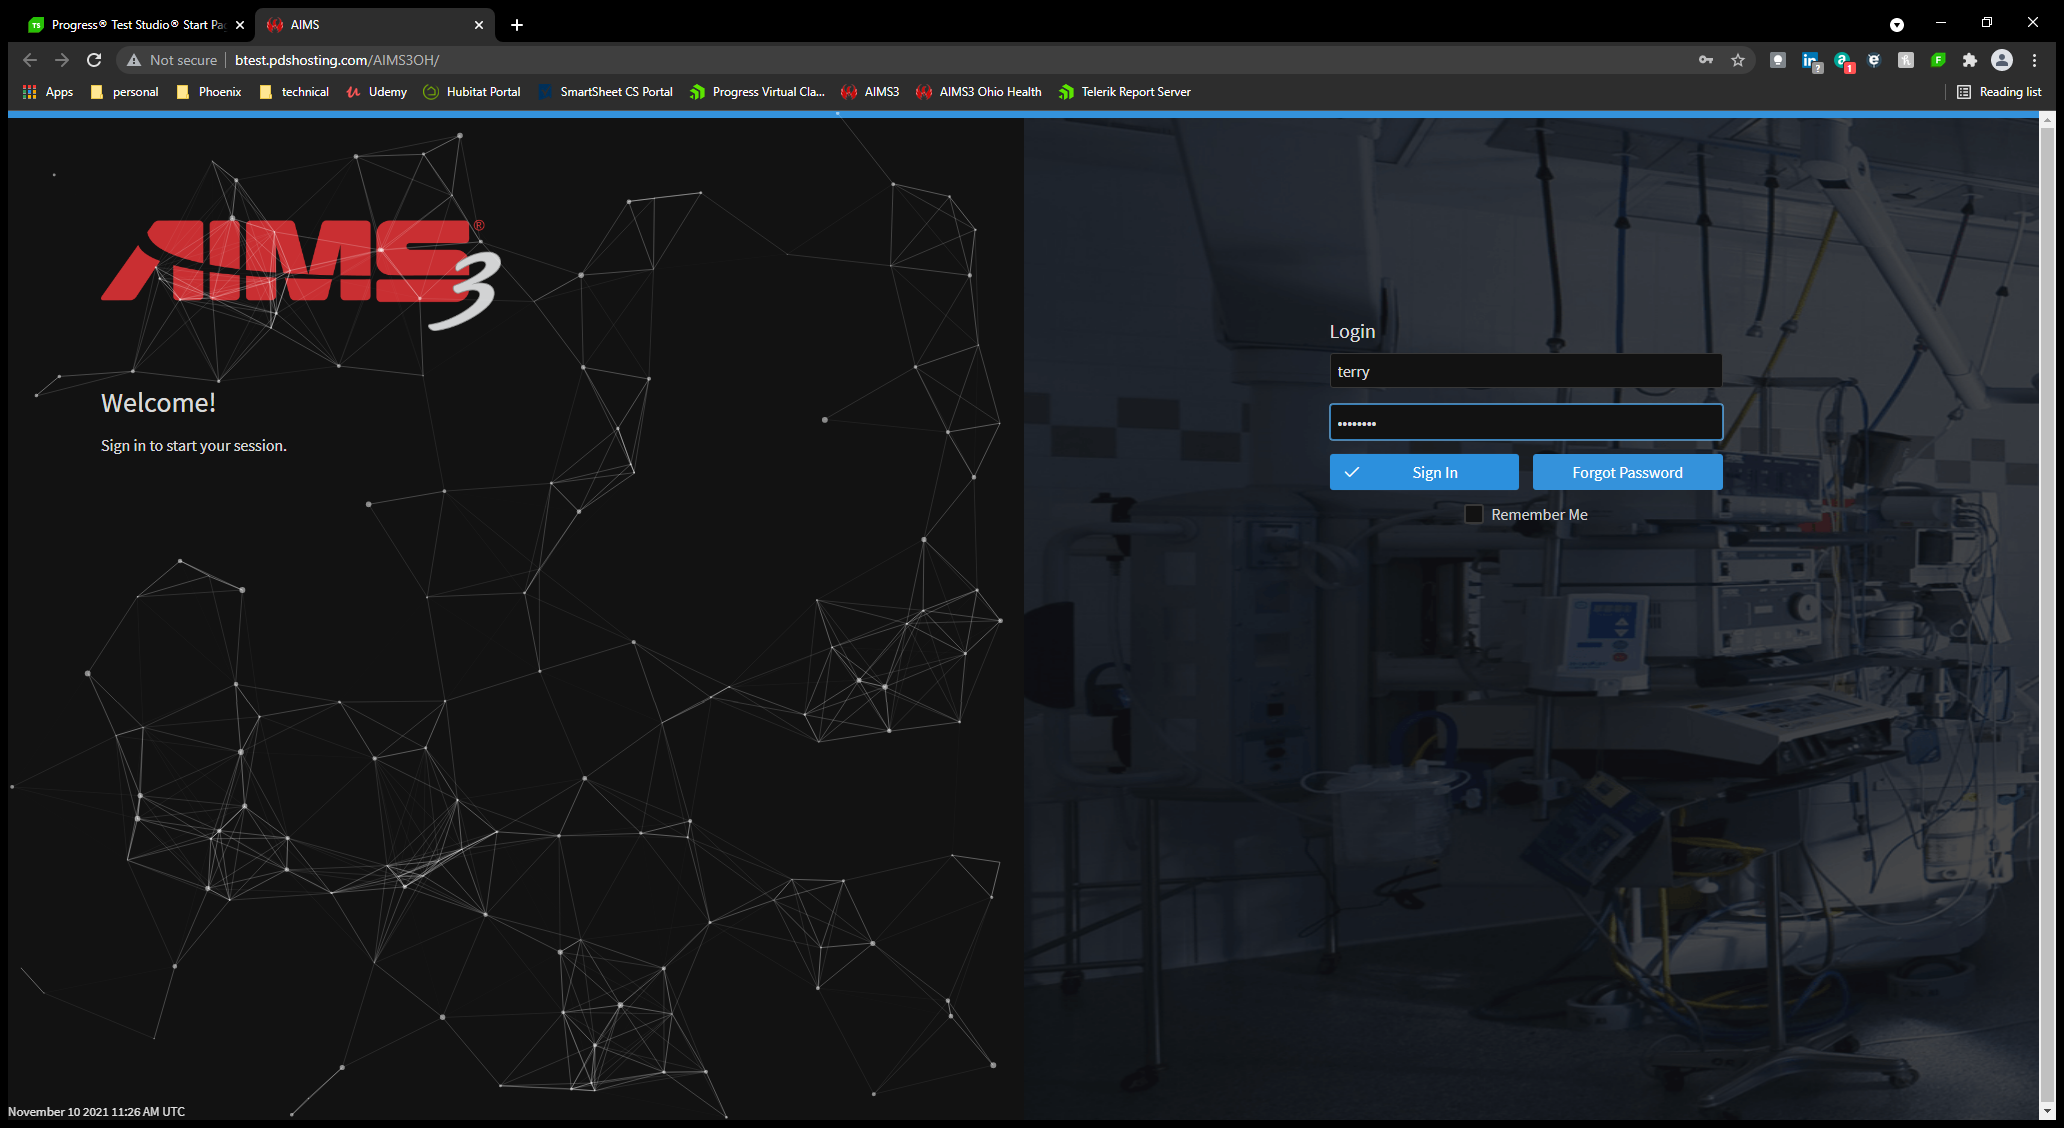 Progress® Test Studio® Start Pa
AIMS
Not secure
btest.pdshosting.com/AIMS3OH/
Apps
personal
Phoenix
technical
Udemy
Hubitat Portal
SmartSheet CS Portal
Progress Virtual Cla...
AIMS3
AIMS3 Ohio Health
Telerik Report Server
Reading list
AIMS®3
Welcome!
Sign in to start your session.
Login
terry
••••••••
Sign In
Forgot Password
Remember Me
November 10 2021 11:26 AM UTC